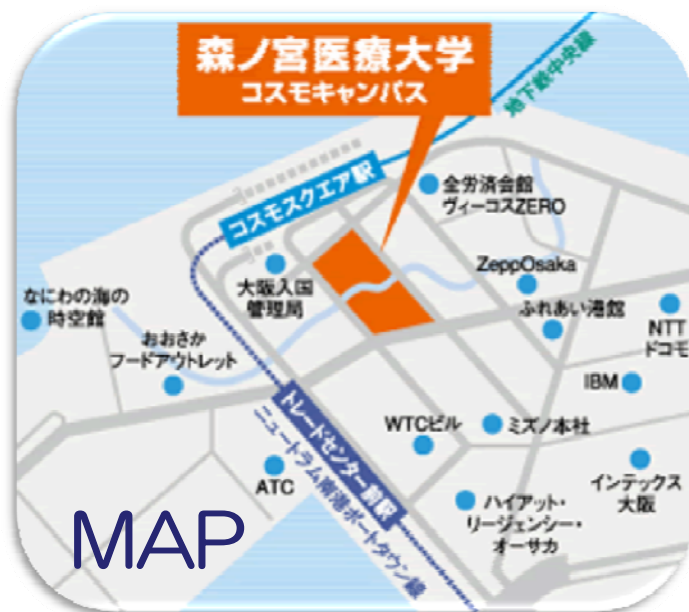 森ノ宮医療大学
コスモキャンパス
地下鉄中央線
コスモスクエア駅
全労済会館
ヴィーコスZERO
大阪入国
管理局
ZeppOsaka
ふれあい港館
なにわの海の
時空館
おおさか
フードアウトレット
NTT
ドコモ
IBM
トレードセンター前駅
ニュートラム南港ポートタウン線
WTCビル
ミズノ本社
ATC
インテックス
大阪
ハイアット・
リージェンシー・
オーサカ
MAP